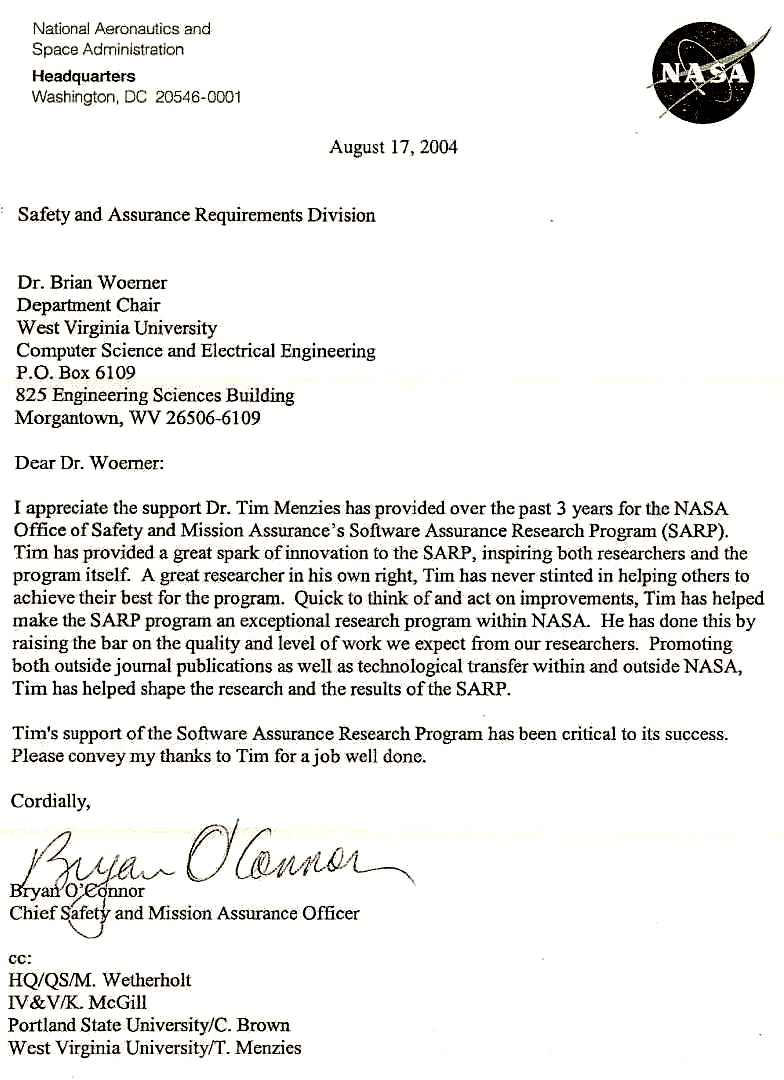 National Aeronautics and
Space Administration
Headquarters
Washington, DC 20546-0001
NASA
August 17, 2004
Safety and Assurance Requirements Division
Dr. Brian Woerner
Department Chair
West Virginia University
Computer Science and Electrical Engineering
P.O. Box 6109
825 Engineering Sciences Building
Morgantown, WV 26506-6109
Dear Dr. Woerner:
I appreciate the support Dr. Tim Menzies has provided over the past 3 years for the NASA
Office of Safety and Mission Assurance's Software Assurance Research Program (SARP).
Tim has provided a great spark of innovation to the SARP, inspiring both researchers and the
program itself. A great researcher in his own right, Tim has never stinted in helping others to
achieve their best for the program. Quick to think of and act on improvements, Tim has helped
make the SARP program an exceptional research program within NASA. He has done this by
raising the bar on the quality and level of work we expect from our researchers. Promoting
both outside journal publications as well as technological transfer within and outside NASA,
Tim has helped shape the research and the results of the SARP.
Tim's support of the Software Assurance Research Program has been critical to its success.
Please convey my thanks to Tim for a job well done.
Cordially,
Bryan O'Connor
Bryan O'Connor
Chief Safety and Mission Assurance Officer
cc:
HQ/QS/M. Wetherholt
IV&V/K. McGill
Portland State University/C. Brown
West Virginia University/T. Menzies